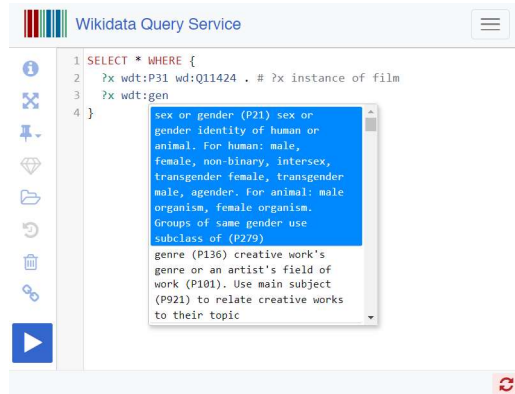 Wikidata Query Service
1 SELECT * WHERE {
2 ?x wdt:P31 wd:Q11424 . # ?x instance of film
3 ?x wdt:gen
4 }
sex or gender (P21) sex or
gender identity of human or
animal. For human: male,
female, non-binary, intersex,
transgender female, transgender
male, agender. For animal: male
organism, female organism.
Groups of same gender use
subclass of (P279)
genre (P136) creative work's
genre or an artist's field of
work (P101). Use main subject
(P921) to relate creative works
to their topic